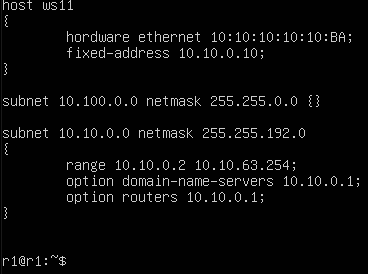 host ws11
{
hordware ethernet 10:10:10:10:10:BA;
fixed-address 10.10.0.10;
}
subnet 10.100.0.0 netmask 255.255.0.0 {}
subnet 10.10.0.0 netmask 255.255.192.0
{
range 10.10.0.2 10.10.63.254;
option domain-name-servers 10.10.0.1;
option routers 10.10.0.1;
}
r1@r1:~$